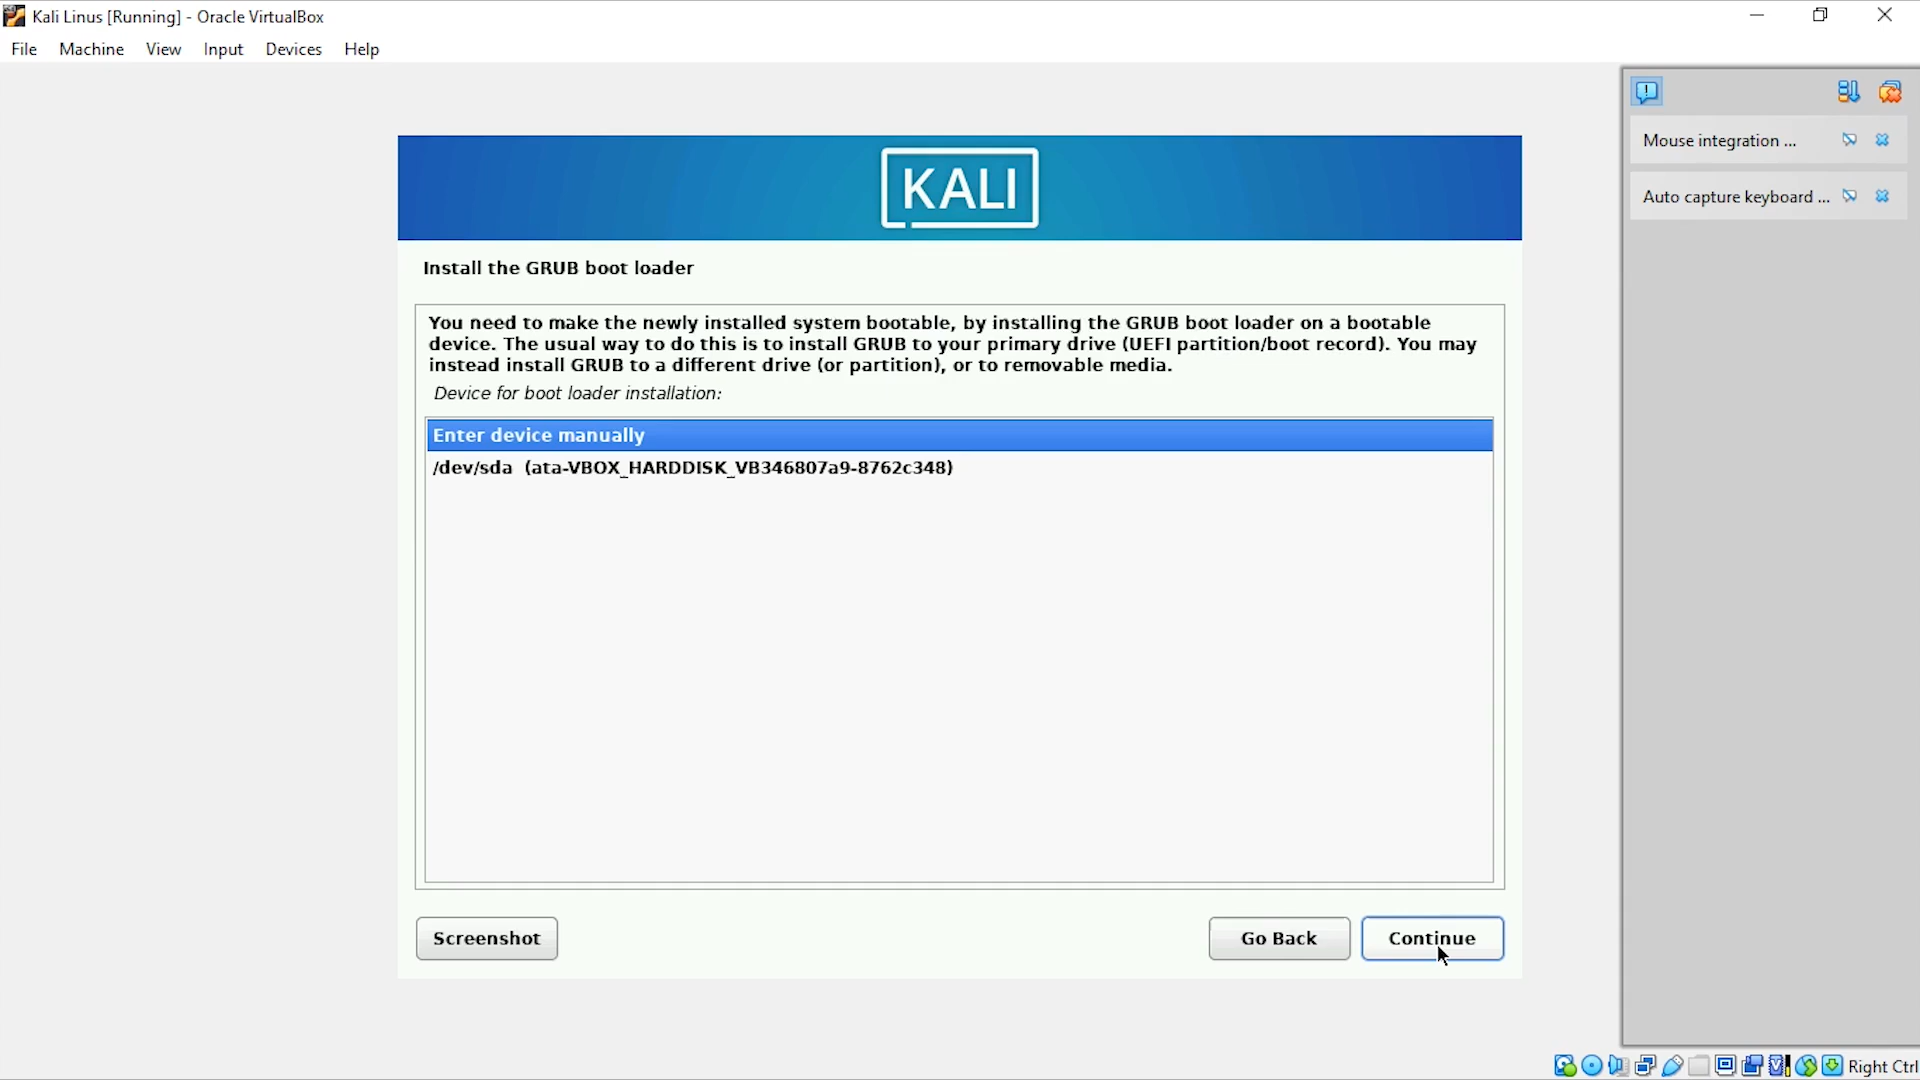 Kali Linus [Running] - Oracle VirtualBox
File Machine View Input Devices Help
Mouse integration ...
Auto capture keyboard ...
KALI
Install the GRUB boot loader
You need to make the newly installed system bootable, by installing the GRUB boot loader on a bootable
device. The usual way to do this is to install GRUB to your primary drive (UEFI partition/boot record). You may
instead install GRUB to a different drive (or partition), or to removable media.
Device for boot loader installation:
Enter device manually
/dev/sda (ata-VBOX_HARDDISK_VB346807a9-8762c348)
Screenshot
Go Back
Continue
Right Ctrl